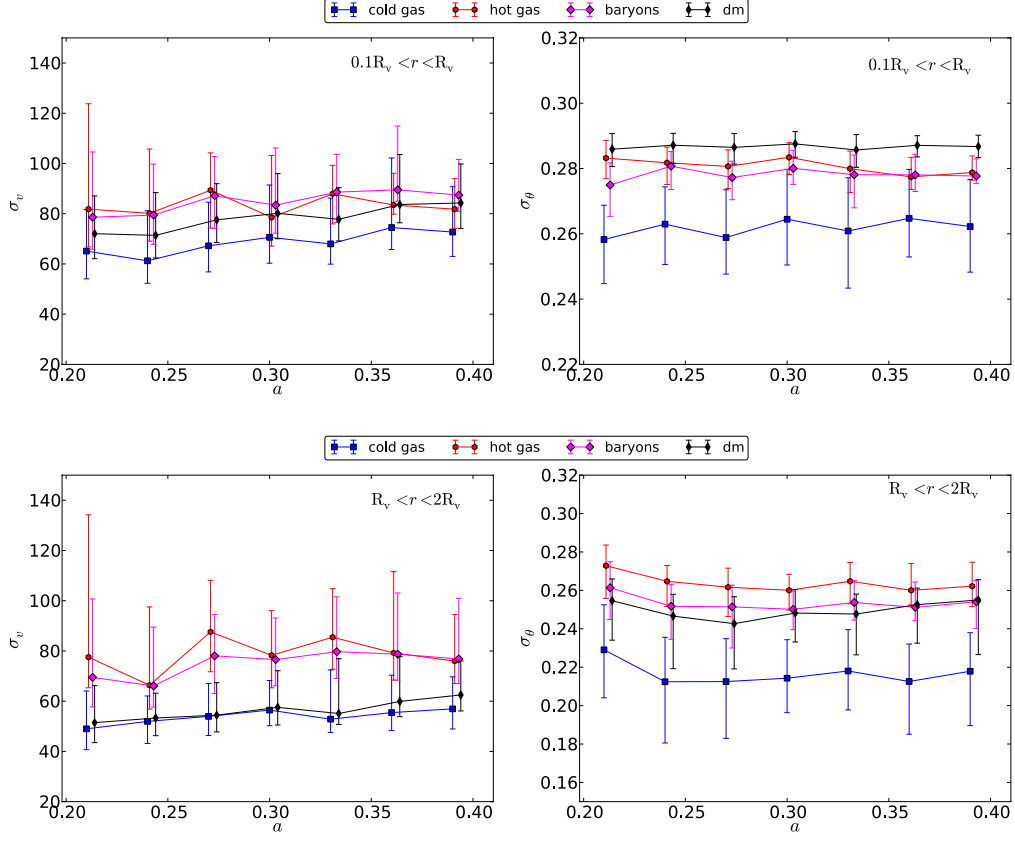 cold gas hot gas baryons dm
140
120
100
80
60
40
20
σ_v
0.1R_v < r < R_v
0.20 0.25 0.30 0.35 0.40
a
0.32
0.30
0.28
0.26
0.24
0.22
σ_θ
0.1R_v < r < R_v
0.20 0.25 0.30 0.35 0.40
a
cold gas hot gas baryons dm
140
120
100
80
60
40
20
σ_v
R_v < r < 2R_v
0.20 0.25 0.30 0.35 0.40
a
0.32
0.30
0.28
0.26
0.24
0.22
0.20
0.18
0.16
σ_θ
R_v < r < 2R_v
0.20 0.25 0.30 0.35 0.40
a